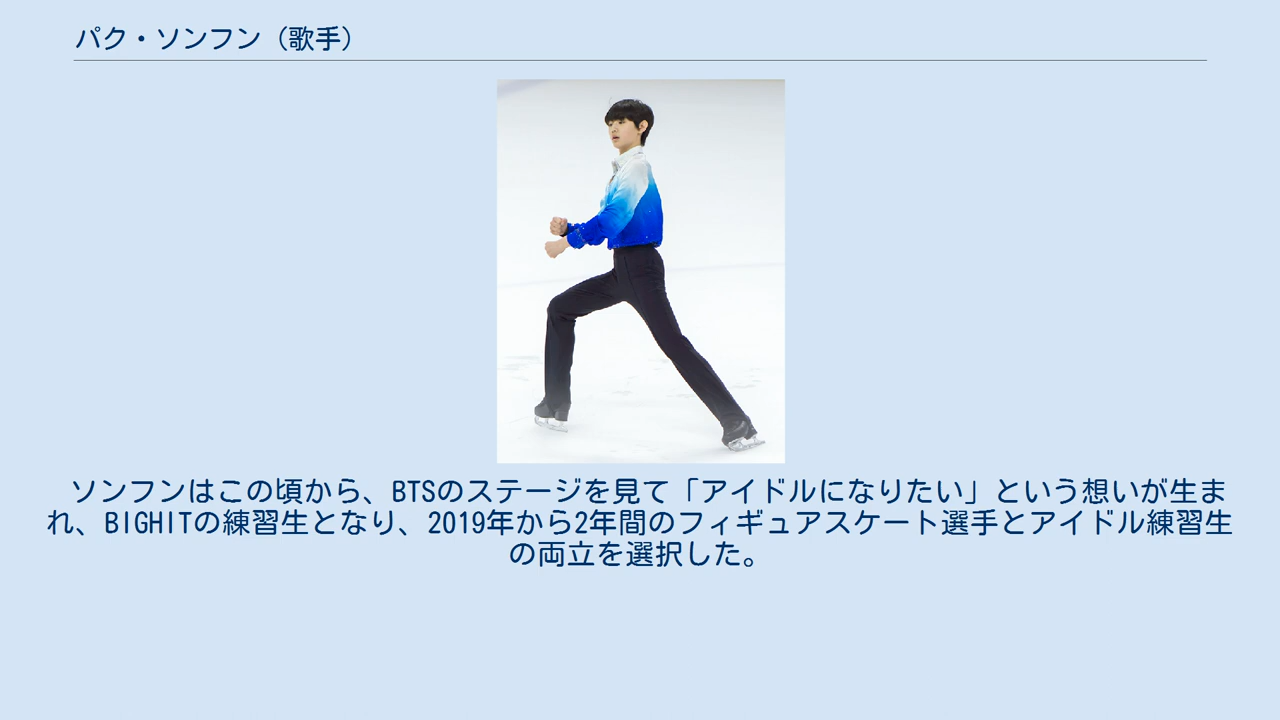 パク・ソンフン（歌手）
ソンフンはこの頃から、BTSのステージを見て「アイドルになりたい」という想いが生ま
れ、BIGHITの練習生となり、2019年から2年間のフィギュアスケート選手とアイドル練習生
の両立を選択した。